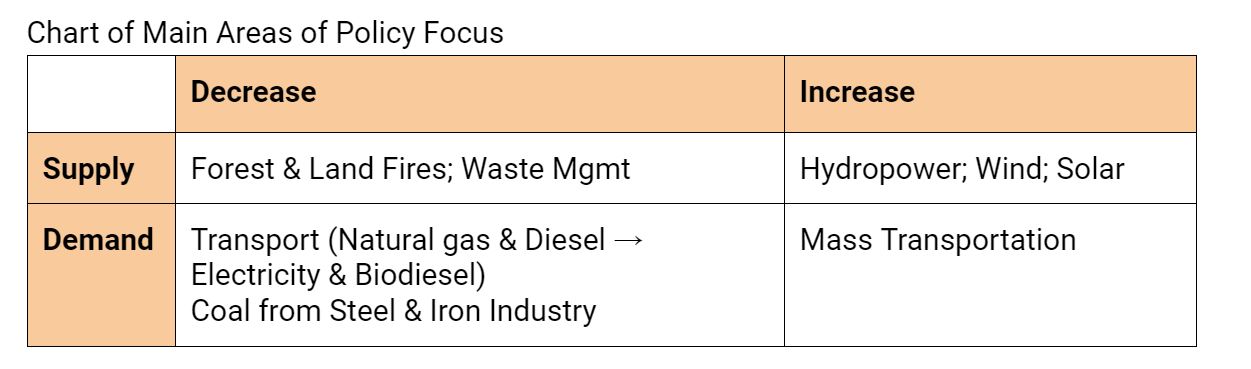 Chart of Main Areas of Policy Focus
Decrease
Increase
Supply
Forest & Land Fires; Waste Mgmt
Hydropower; Wind; Solar
Demand
Transport (Natural gas & Diesel →
Electricity & Biodiesel)
Coal from Steel & Iron Industry
Mass Transportation